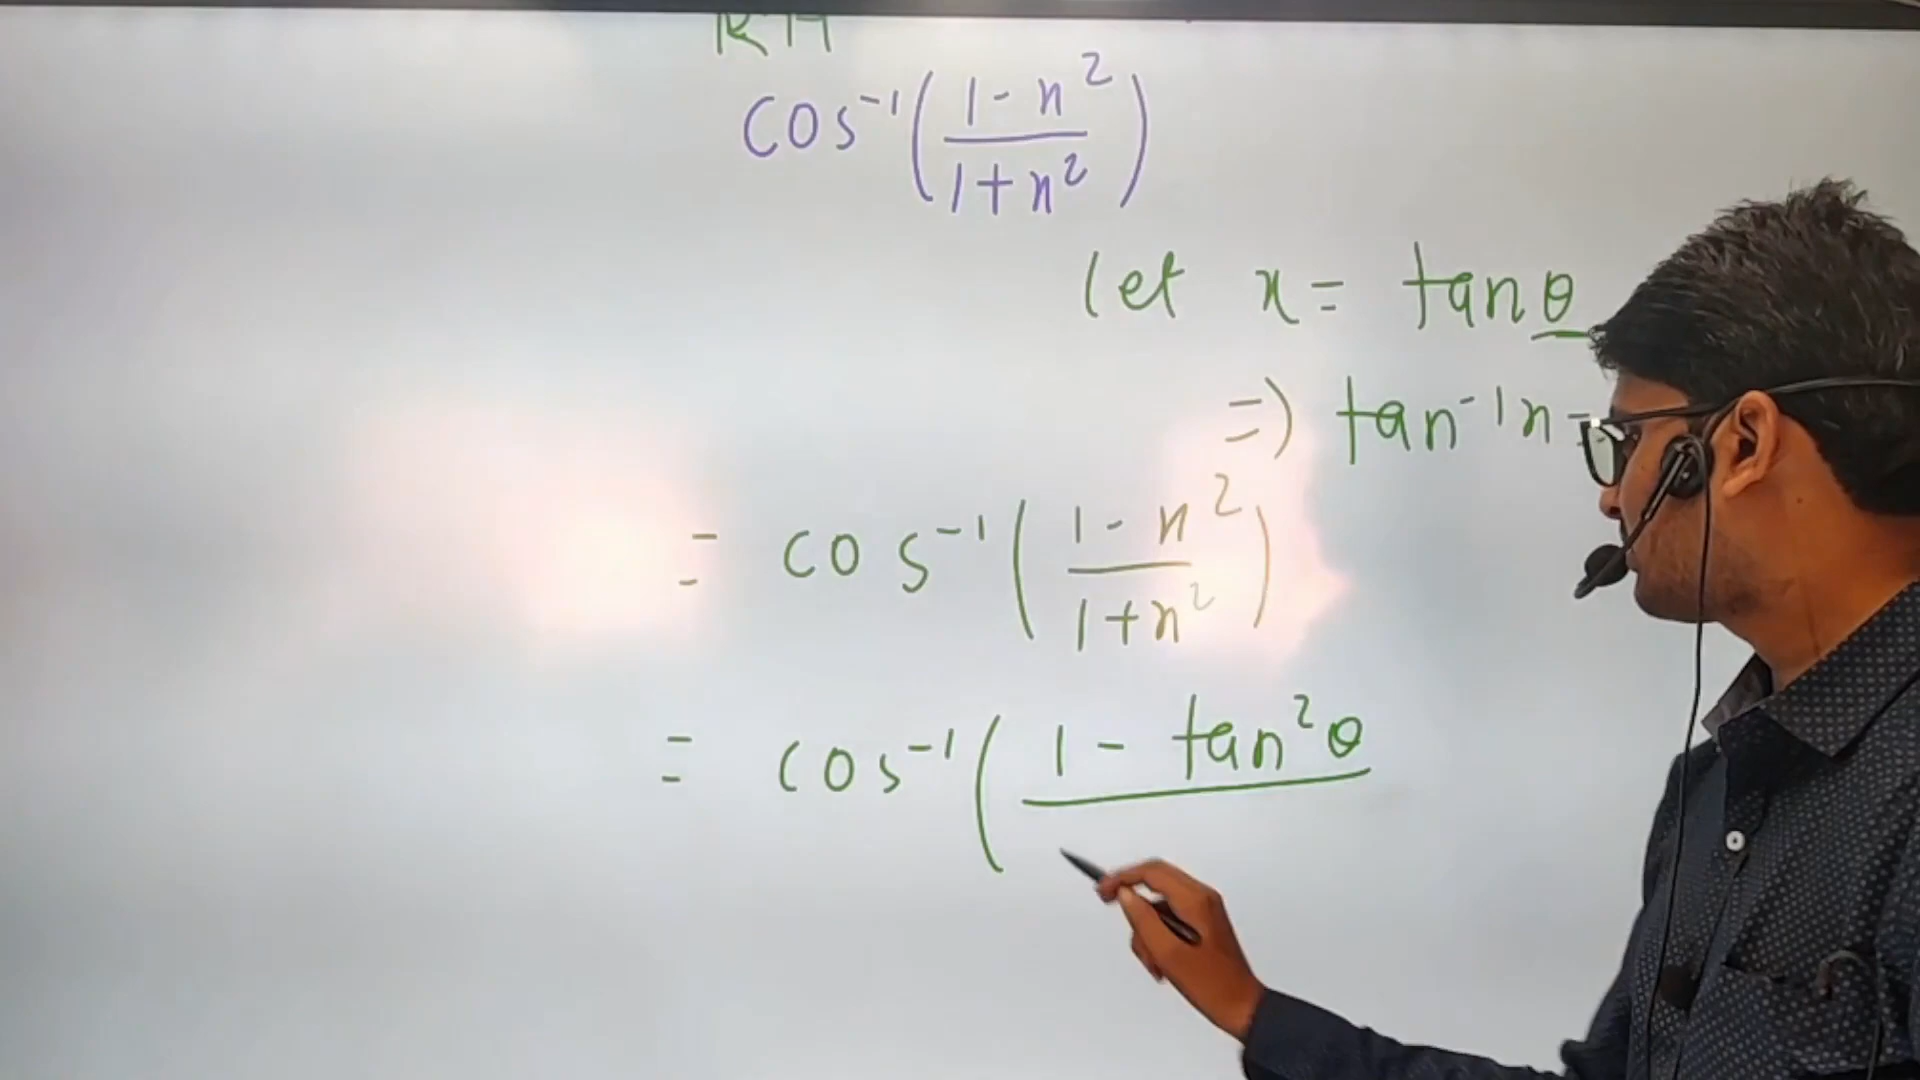 RH
cos⁻¹(1-x²/1+x²)
let x = tanθ
=) tan⁻¹x =
= cos⁻¹(1-x²/1+x²)
= cos⁻¹(1 - tan²θ